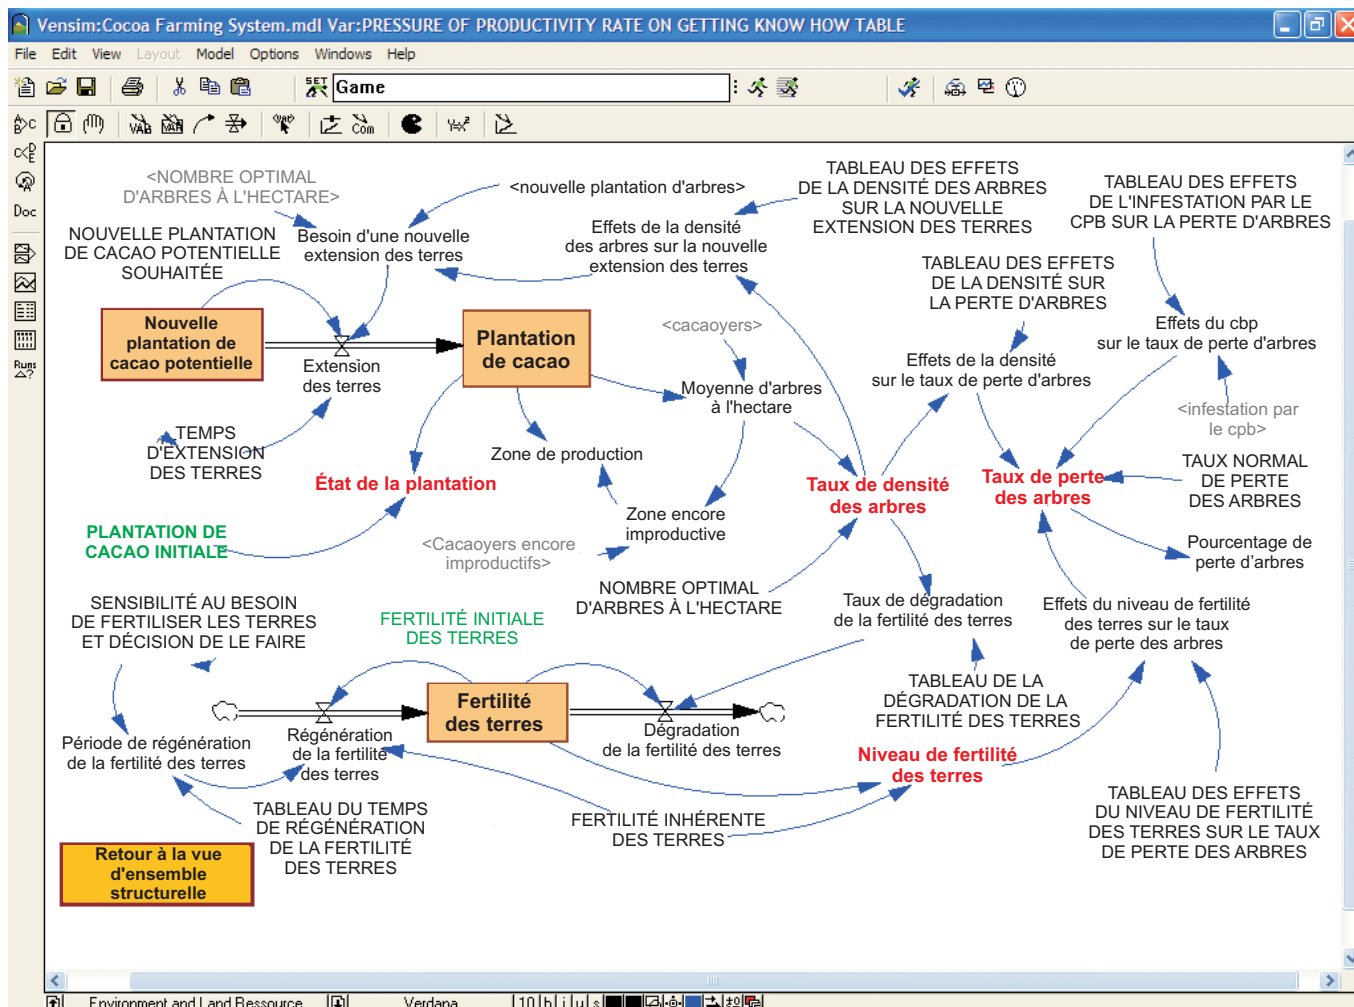 Vensim:Cocoa Farming System.mdl Var:PRESSURE OF PRODUCTIVITY RATE ON GETTING KNOW HOW TABLE
File Edit View Layout Model Options Windows Help
SET
Game
VAB
VAR
Com
Y=X²
Doc
Runs
<NOMBRE OPTIMAL
D'ARBRES À L'HECTARE>
<nouvelle plantation d'arbres>
TABLEAU DES EFFETS
DE LA DENSITÉ DES ARBRES
SUR LA NOUVELLE
EXTENSION DES TERRES
TABLEAU DES EFFETS
DE L'INFESTATION PAR LE
CPB SUR LA PERTE D'ARBRES
NOUVELLE PLANTATION
DE CACAO POTENTIELLE
SOUHAITÉE
Besoin d'une nouvelle
extension des terres
Effets de la densité
des arbres sur la nouvelle
extension des terres
TABLEAU DES EFFETS
DE LA DENSITÉ SUR
LA PERTE D'ARBRES
Nouvelle
plantation de
cacao potentielle
Extension
des terres
Plantation
de cacao
<cacaoyers>
Effets du cbp
sur le taux de perte d'arbres
Effets de la densité
sur le taux de perte d'arbres
Moyenne d'arbres
à l'hectare
<infestation par
le cpb>
TEMPS
D'EXTENSION
DES TERRES
Zone de production
État de la plantation
Taux de densité
des arbres
Taux de perte
des arbres
TAUX NORMAL
DE PERTE
DES ARBRES
PLANTATION DE
CACAO INITIALE
Zone encore
improductive
<Cacaoyers encore
improductifs>
Pourcentage de
perte d'arbres
NOMBRE OPTIMAL
D'ARBRES À L'HECTARE
SENSIBILITÉ AU BESOIN
DE FERTILISER LES TERRES
ET DÉCISION DE LE FAIRE
FERTILITÉ INITIALE
DES TERRES
Taux de dégradation
de la fertilité des terres
Effets du niveau de fertilité
des terres sur le taux
de perte des arbres
Fertilité
des terres
TABLEAU DE LA
DÉGRADATION DE LA
FERTILITÉ DES TERRES
Période de régénération
de la fertilité des terres
Régénération
de la fertilité
des terres
Dégradation
de la fertilité des terres
Niveau de fertilité
des terres
TABLEAU DU TEMPS
DE RÉGÉNÉRATION
DE LA FERTILITÉ
DES TERRES
FERTILITÉ INHÉRENTE
DES TERRES
TABLEAU DES EFFETS
DU NIVEAU DE FERTILITÉ
DES TERRES SUR LE TAUX
DE PERTE DES ARBRES
Retour à la vue
d'ensemble
structurelle
Environment and Land Ressource Verdana 10 b i u s